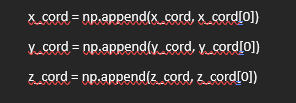 x_cord = np.append(x_cord, x_cord[0])
y_cord = np.append(y_cord, y_cord[0])
z_cord = np.append(z_cord, z_cord[0])